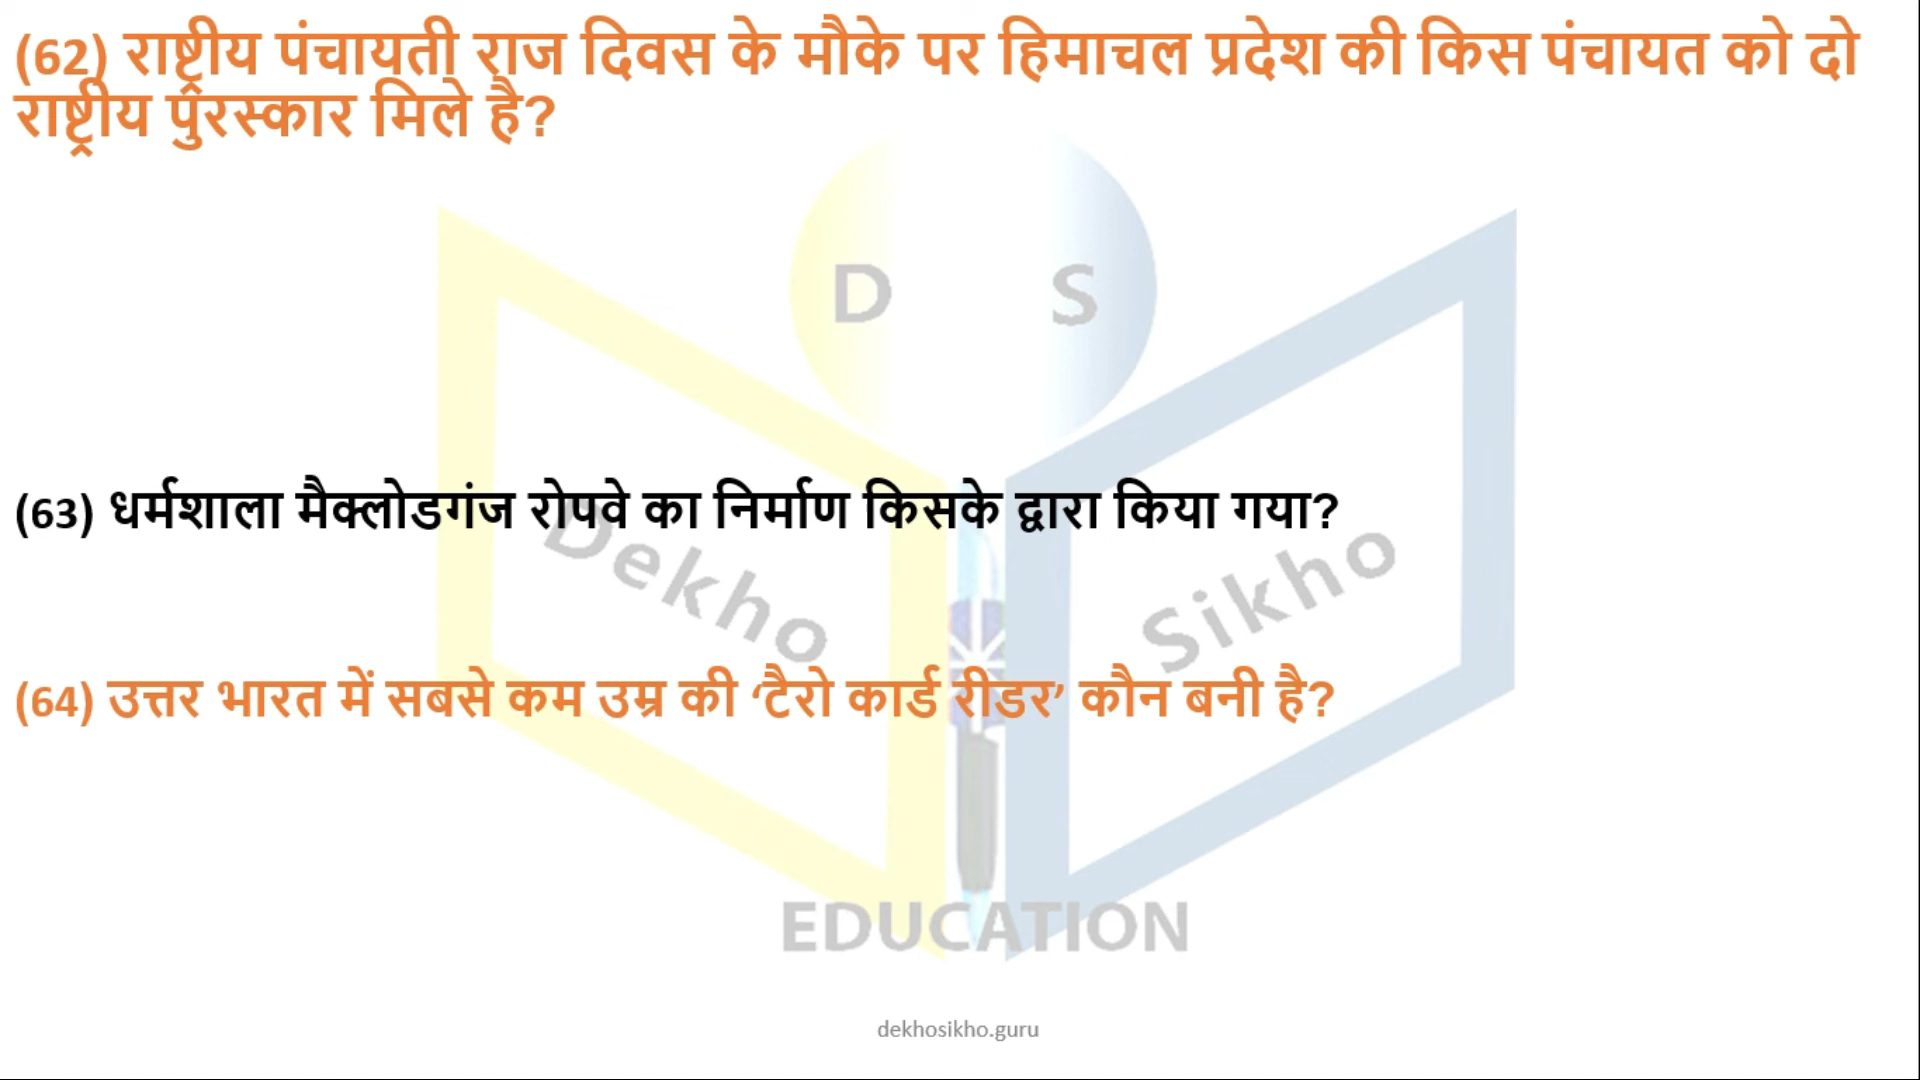 (62) राष्ट्रीय पंचायती राज दिवस के मौके पर हिमाचल प्रदेश की किस पंचायत को दो
राष्ट्रीय पुरस्कार मिले है?
D S
(63) धर्मशाला मैक्लोडगंज रोपवे का निर्माण किसके द्वारा किया गया?
Dekho Sikho
(64) उत्तर भारत में सबसे कम उम्र की ‘टैरो कार्ड रीडर’ कौन बनी है?
EDUCATION
dekhosikho.guru